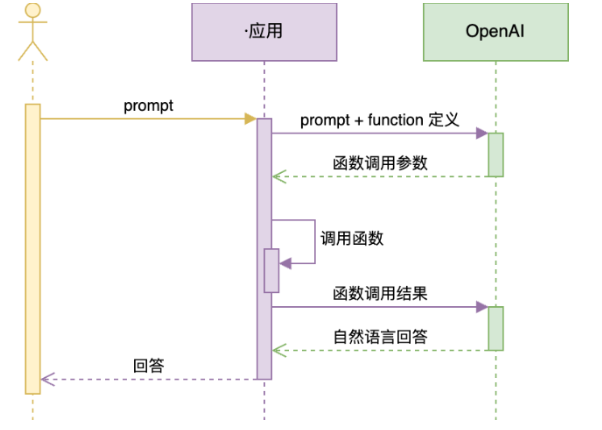 ·应用
OpenAI
prompt
prompt + function 定义
函数调用参数
调用函数
函数调用结果
自然语言回答
回答